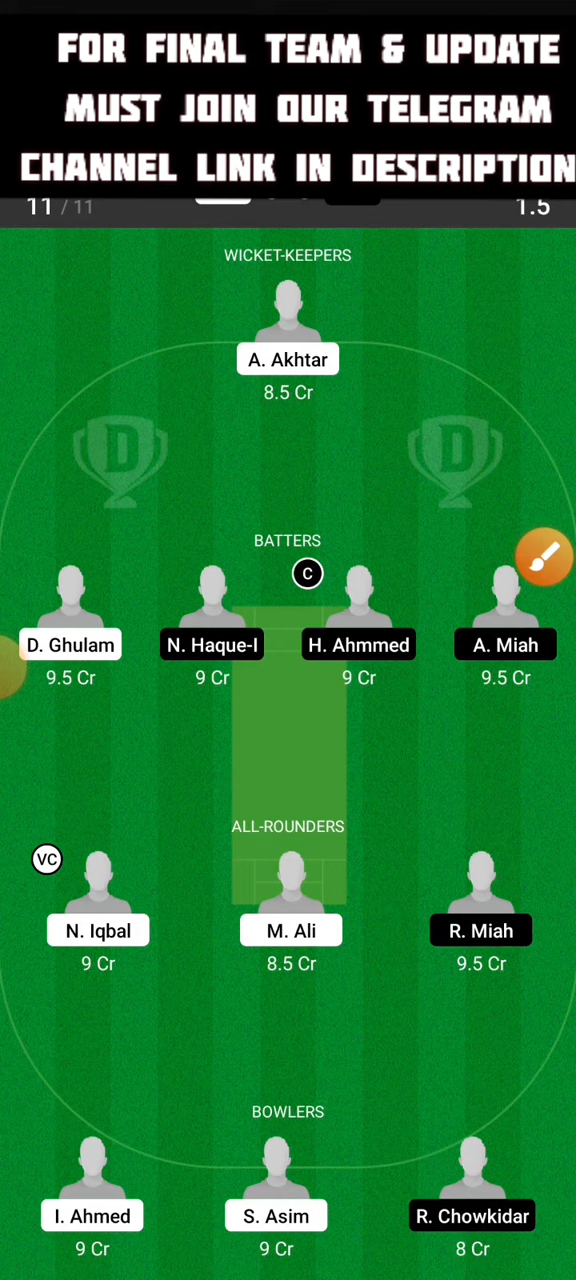 FOR FINAL TEAM & UPDATE
MUST JOIN OUR TELEGRAM
CHANNEL LINK IN DESCRIPTION
11 / 11 1.5
WICKET-KEEPERS
A. Akhtar
8.5 Cr
D D
BATTERS
C
D. Ghulam N. Haque-I H. Ahmmed A. Miah
9.5 Cr 9 Cr 9 Cr 9.5 Cr
ALL-ROUNDERS
VC
N. Iqbal M. Ali R. Miah
9 Cr 8.5 Cr 9.5 Cr
BOWLERS
I. Ahmed S. Asim R. Chowkidar
9 Cr 9 Cr 8 Cr